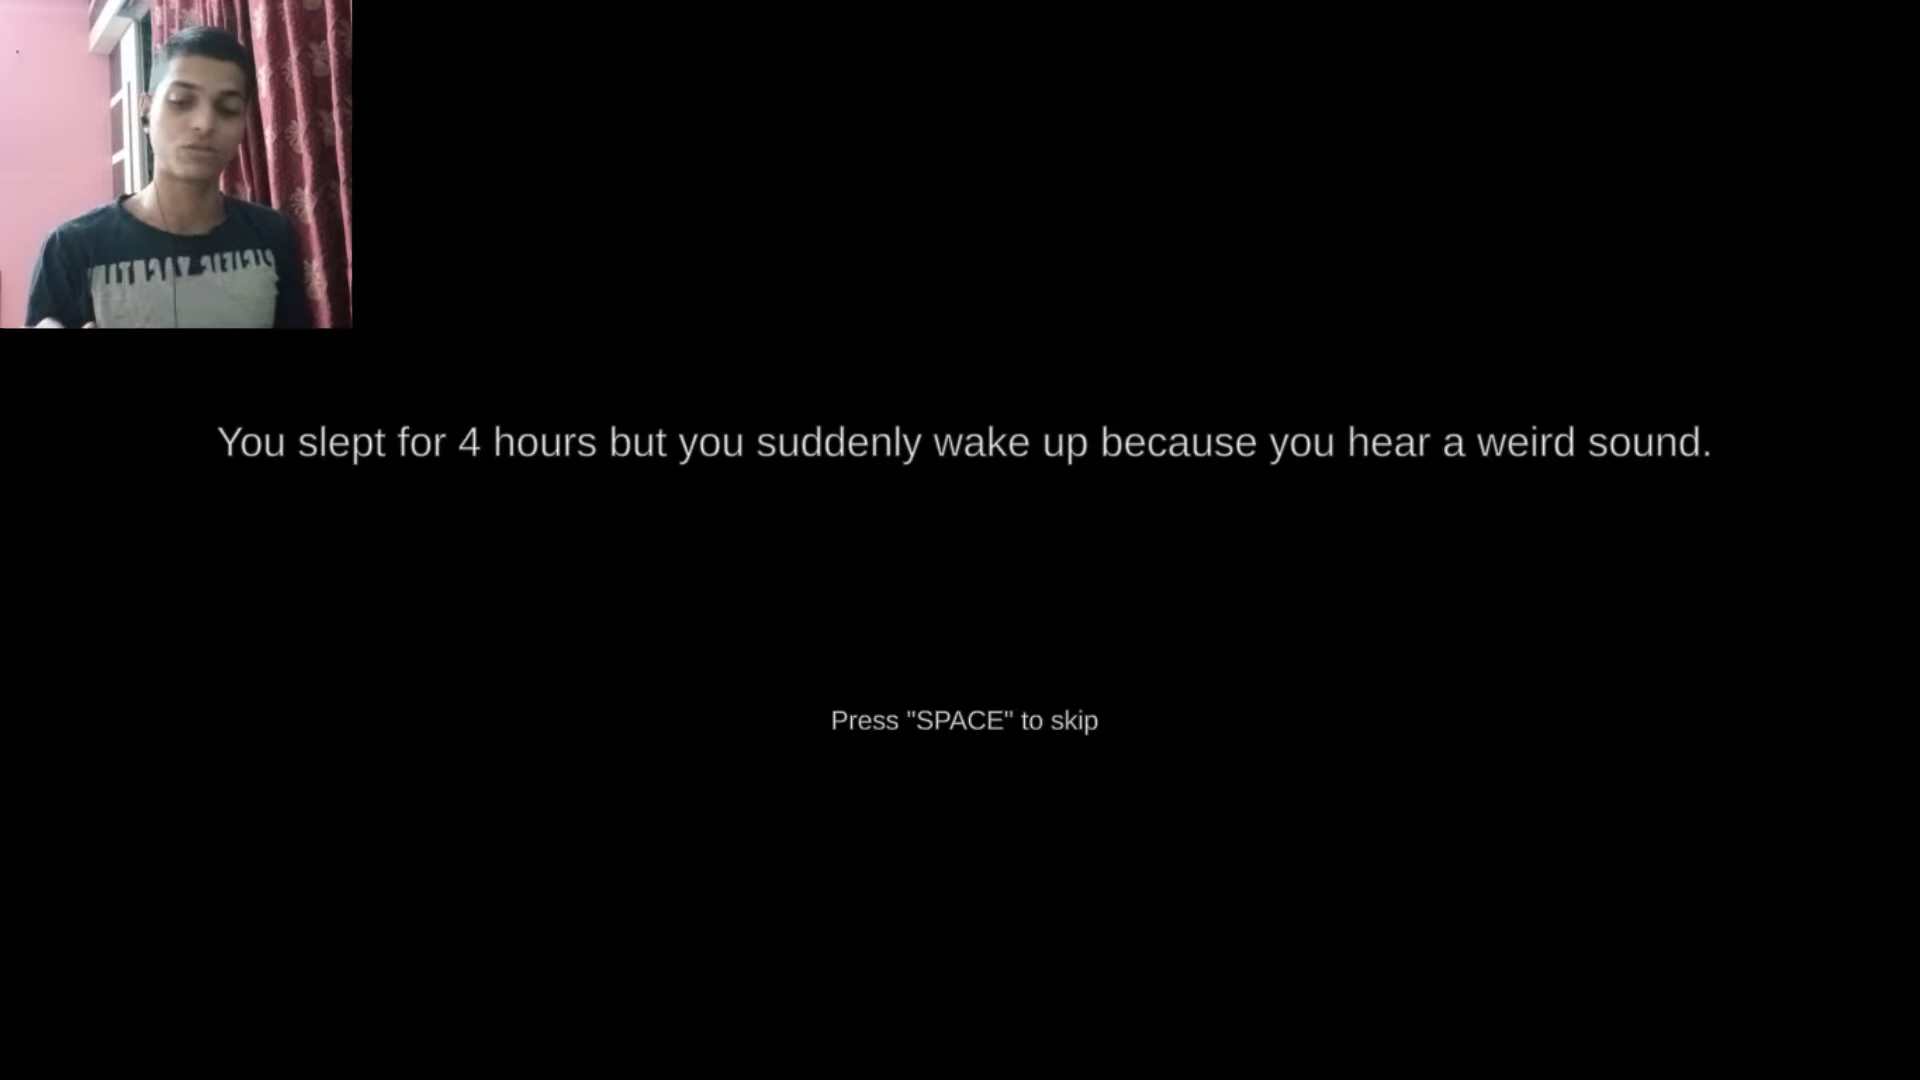 You slept for 4 hours but you suddenly wake up because you hear a weird sound.
Press "SPACE" to skip